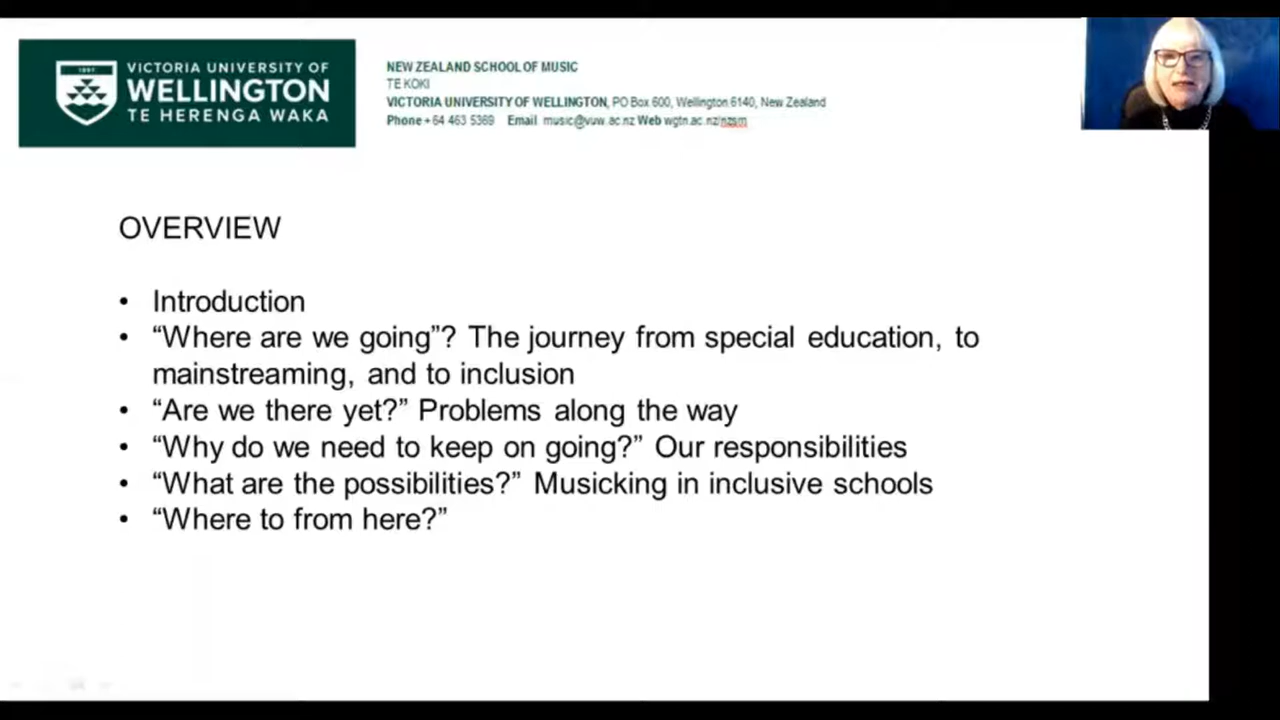 1897
VICTORIA UNIVERSITY OF
WELLINGTON
TE HERENGA WAKA
NEW ZEALAND SCHOOL OF MUSIC
TE KOKI
VICTORIA UNIVERSITY OF WELLINGTON, PO Box 600, Wellington 6140, New Zealand
Phone + 64 463 5369 Email music@vuw.ac.nz Web wgtn.ac.nz/nzsm
OVERVIEW
• Introduction
• “Where are we going”? The journey from special education, to
mainstreaming, and to inclusion
• “Are we there yet?” Problems along the way
• “Why do we need to keep on going?” Our responsibilities
• “What are the possibilities?” Musicking in inclusive schools
• “Where to from here?”